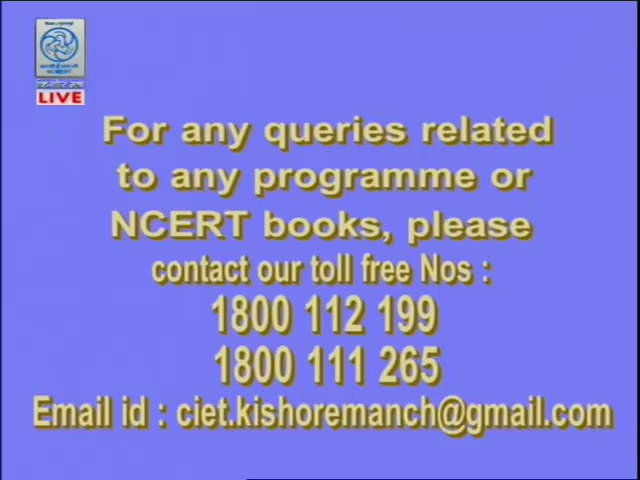 NCERT
LIVE
For any queries related
to any programme or
NCERT books, please
contact our toll free Nos :
1800 112 199
1800 111 265
Email id : ciet.kishoremanch@gmail.com